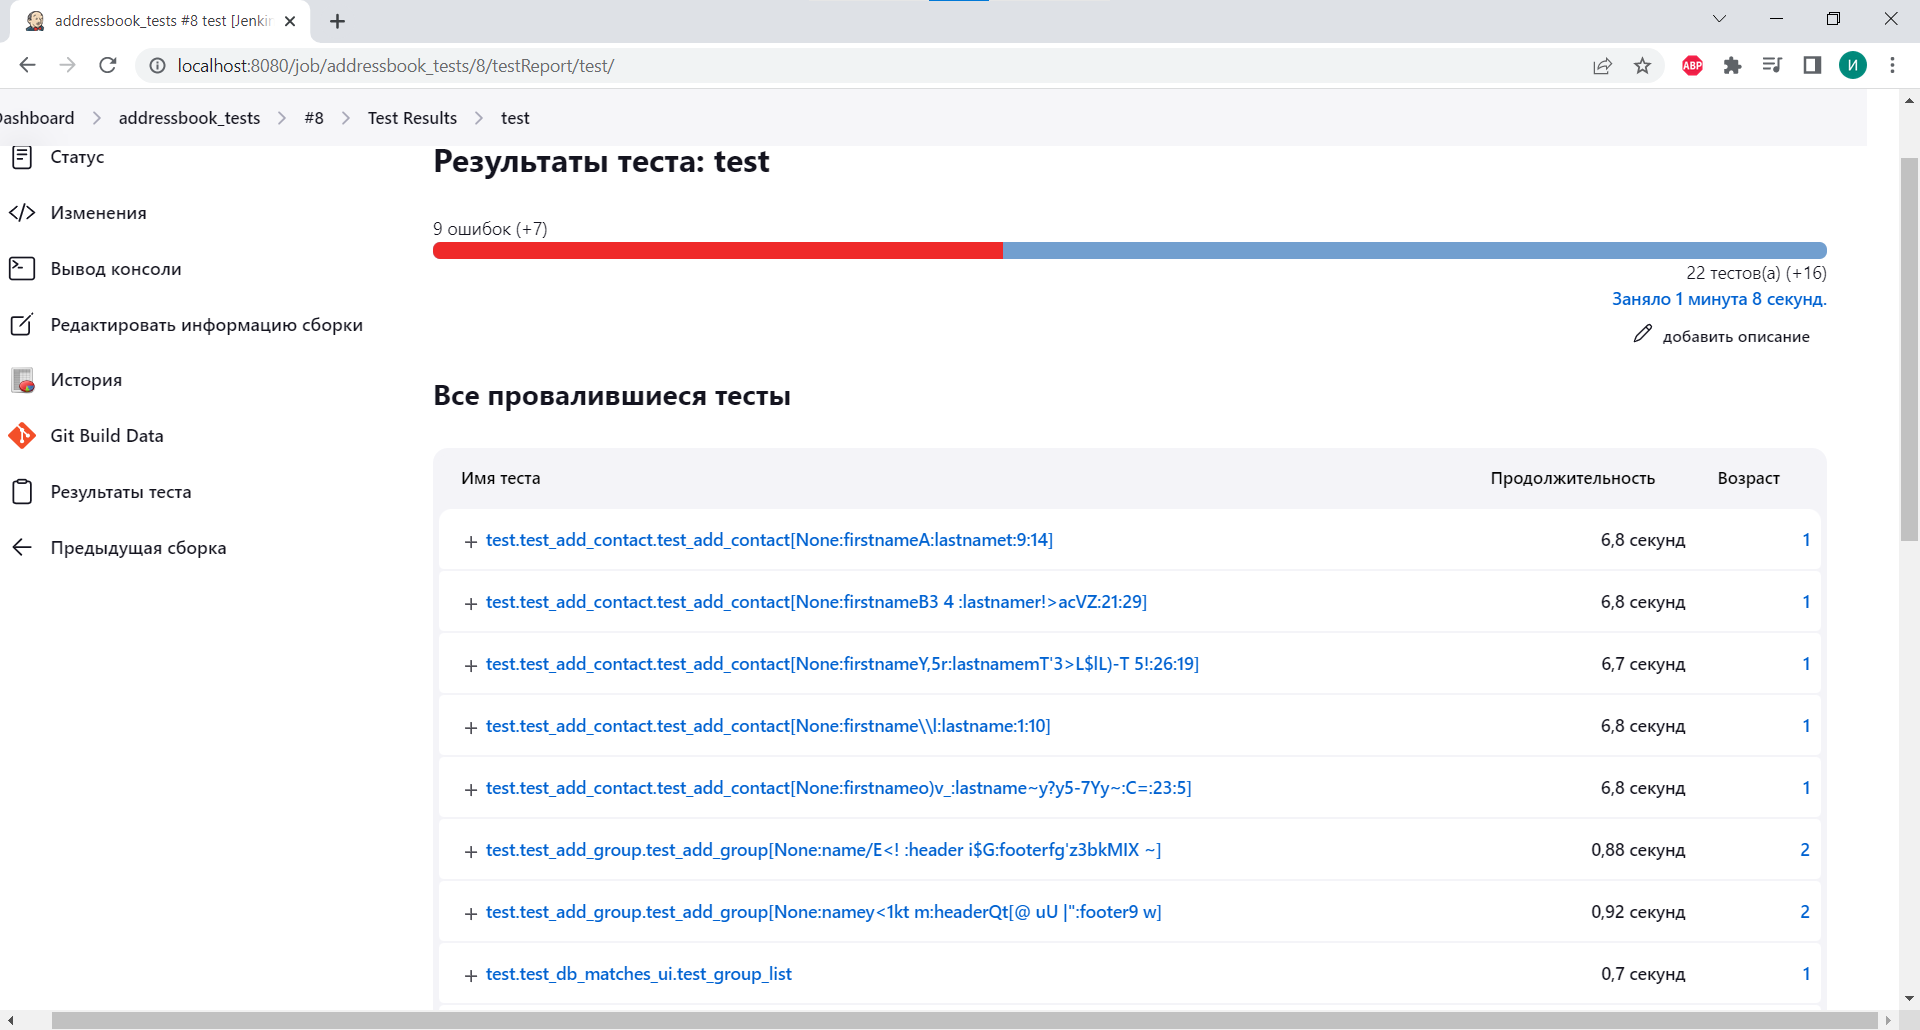 addressbook_tests #8 test [Jenkin
localhost:8080/job/addressbook_tests/8/testReport/test/
ABP
И
Dashboard
addressbook_tests
#8
Test Results
test
Статус
Изменения
Вывод консоли
Редактировать информацию сборки
История
Git Build Data
Результаты теста
Предыдущая сборка
Результаты теста: test
9 ошибок (+7)
22 тестов(а) (+16)
Заняло 1 минута 8 секунд.
добавить описание
Все провалившиеся тесты
Имя теста Продолжительность Возраст
test.test_add_contact.test_add_contact[None:firstnameA:lastnamet:9:14] 6,8 секунд 1
test.test_add_contact.test_add_contact[None:firstnameB3 4 :lastnamer!>acVZ:21:29] 6,8 секунд 1
test.test_add_contact.test_add_contact[None:firstnameY,5r:lastnamemT'3>L$lL)-T 5!:26:19] 6,7 секунд 1
test.test_add_contact.test_add_contact[None:firstname\\l:lastname:1:10] 6,8 секунд 1
test.test_add_contact.test_add_contact[None:firstnameo)v_:lastname~y?y5-7Yy~:C=:23:5] 6,8 секунд 1
test.test_add_group.test_add_group[None:name/E<! :header i$G:footerfg'z3bkMIX ~] 0,88 секунд 2
test.test_add_group.test_add_group[None:namey<1kt m:headerQt[@ uU |":footer9 w] 0,92 секунд 2
test.test_db_matches_ui.test_group_list 0,7 секунд 1